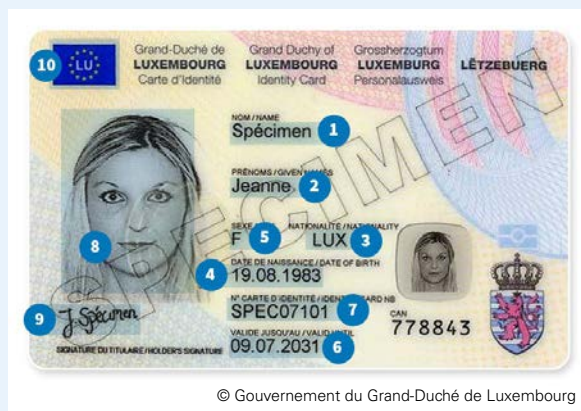 10
LU
Grand-Duché de
LUXEMBOURG
Carte d'Identité
Grand Duchy of
LUXEMBOURG
Identity Card
Grossherzogtum
LUXEMBURG
Personalausweis
LËTZEBUERG
NOM / NAME
Spécimen 1
PRÉNOMS / GIVEN NAMES
Jeanne 2
SEXE NATIONALITÉ / NATIONALITY
F 5 LUX 3
8
DATE DE NAISSANCE / DATE OF BIRTH
4 19.08.1983
N° CARTE D'IDENTITÉ / IDENTITY CARD NB
SPEC07101 7
CAN
778843
VALIDE JUSQU'AU / VALID UNTIL
09.07.2031 6
J Spécimen
9
SIGNATURE DU TITULAIRE / HOLDER'S SIGNATURE
SPECIMEN
© Gouvernement du Grand-Duché de Luxembourg